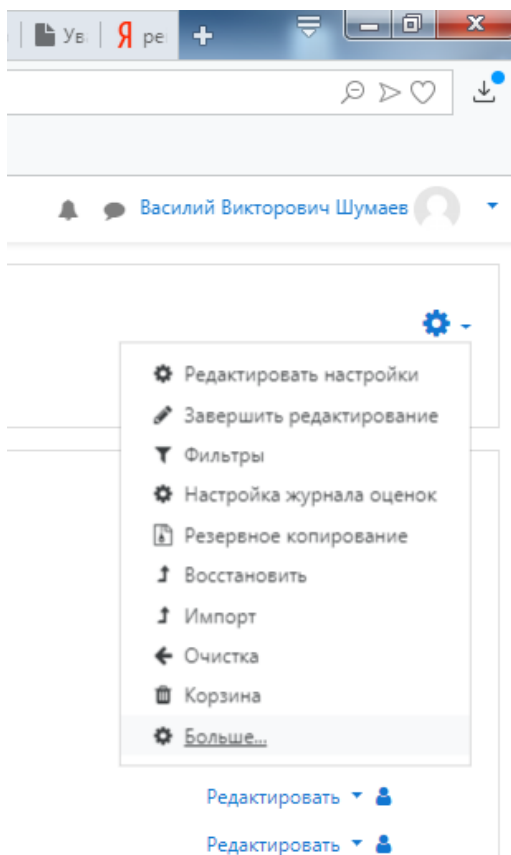 Ув
Я ре
Василий Викторович Шумаев
Редактировать настройки
Завершить редактирование
Фильтры
Настройка журнала оценок
Резервное копирование
Восстановить
Импорт
Очистка
Корзина
Больше...
Редактировать
Редактировать